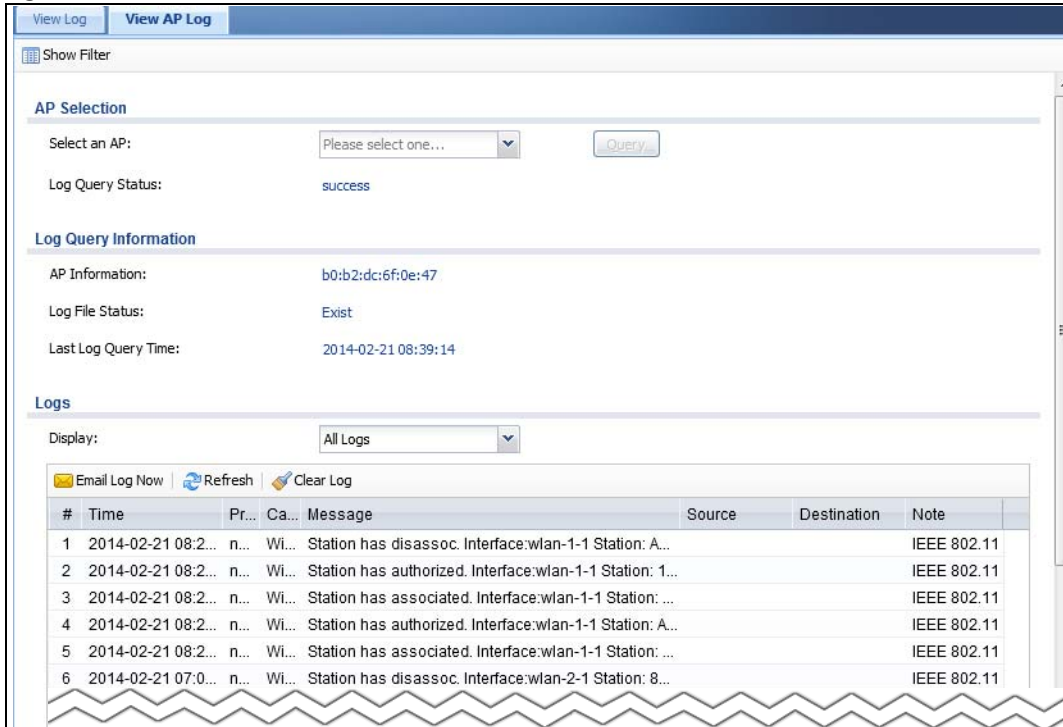 View Log View AP Log
Show Filter
AP Selection
Select an AP: Please select one... Query
Log Query Status: success
Log Query Information
AP Information: b0:b2:dc:6f:0e:47
Log File Status: Exist
Last Log Query Time: 2014-02-21 08:39:14
Logs
Display: All Logs
Email Log Now Refresh Clear Log
# Time Pr... Ca... Message Source Destination Note
1 2014-02-21 08:2... n... Wi... Station has disassoc. Interface:wlan-1-1 Station: A... IEEE 802.11
2 2014-02-21 08:2... n... Wi... Station has authorized. Interface:wlan-1-1 Station: 1... IEEE 802.11
3 2014-02-21 08:2... n... Wi... Station has associated. Interface:wlan-1-1 Station: ... IEEE 802.11
4 2014-02-21 08:2... n... Wi... Station has authorized. Interface:wlan-1-1 Station: A... IEEE 802.11
5 2014-02-21 08:2... n... Wi... Station has associated. Interface:wlan-1-1 Station: ... IEEE 802.11
6 2014-02-21 07:0... n... Wi... Station has disassoc. Interface:wlan-2-1 Station: 8... IEEE 802.11